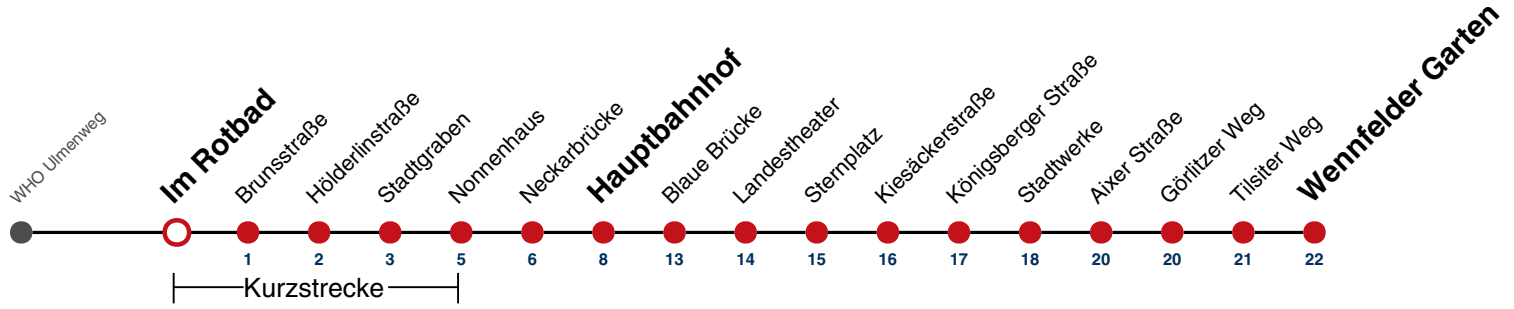 WHO Ulmenweg
Im Rotbad
Brunsstraße
Hölderlinstraße
Stadtgraben
Nonnenhaus
Neckarbrücke
Hauptbahnhof
Blaue Brücke
Landestheater
Sternplatz
Kiesäckerstraße
Königsberger Straße
Stadtwerke
Aixer Straße
Görlitzer Weg
Tilsiter Weg
Wennfelder Garten
1 2 3 5 6 8 13 14 15 16 17 18 20 20 21 22
Kurzstrecke